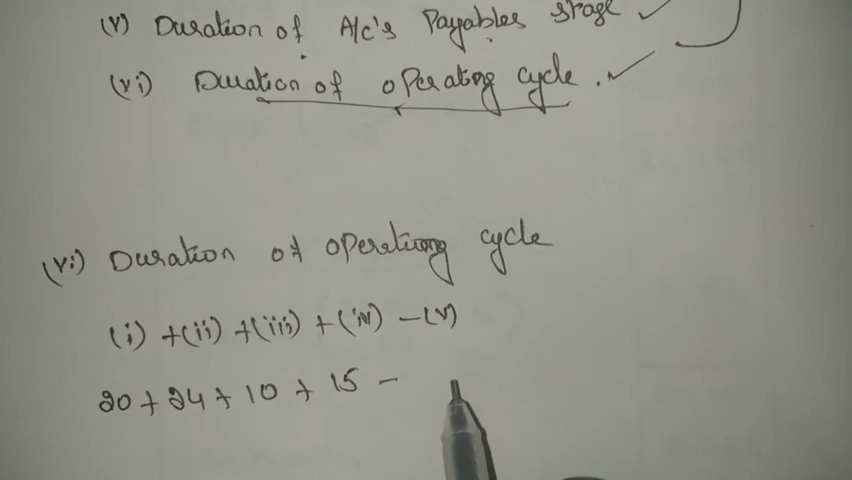 (v) Duration of A/c's Payables stage ✓
(vi) Duration of operating cycle. ✓
(vi) Duration of operating cycle
(i) + (ii) + (iii) + (iv) - (v)
20 + 24 + 10 + 15 -